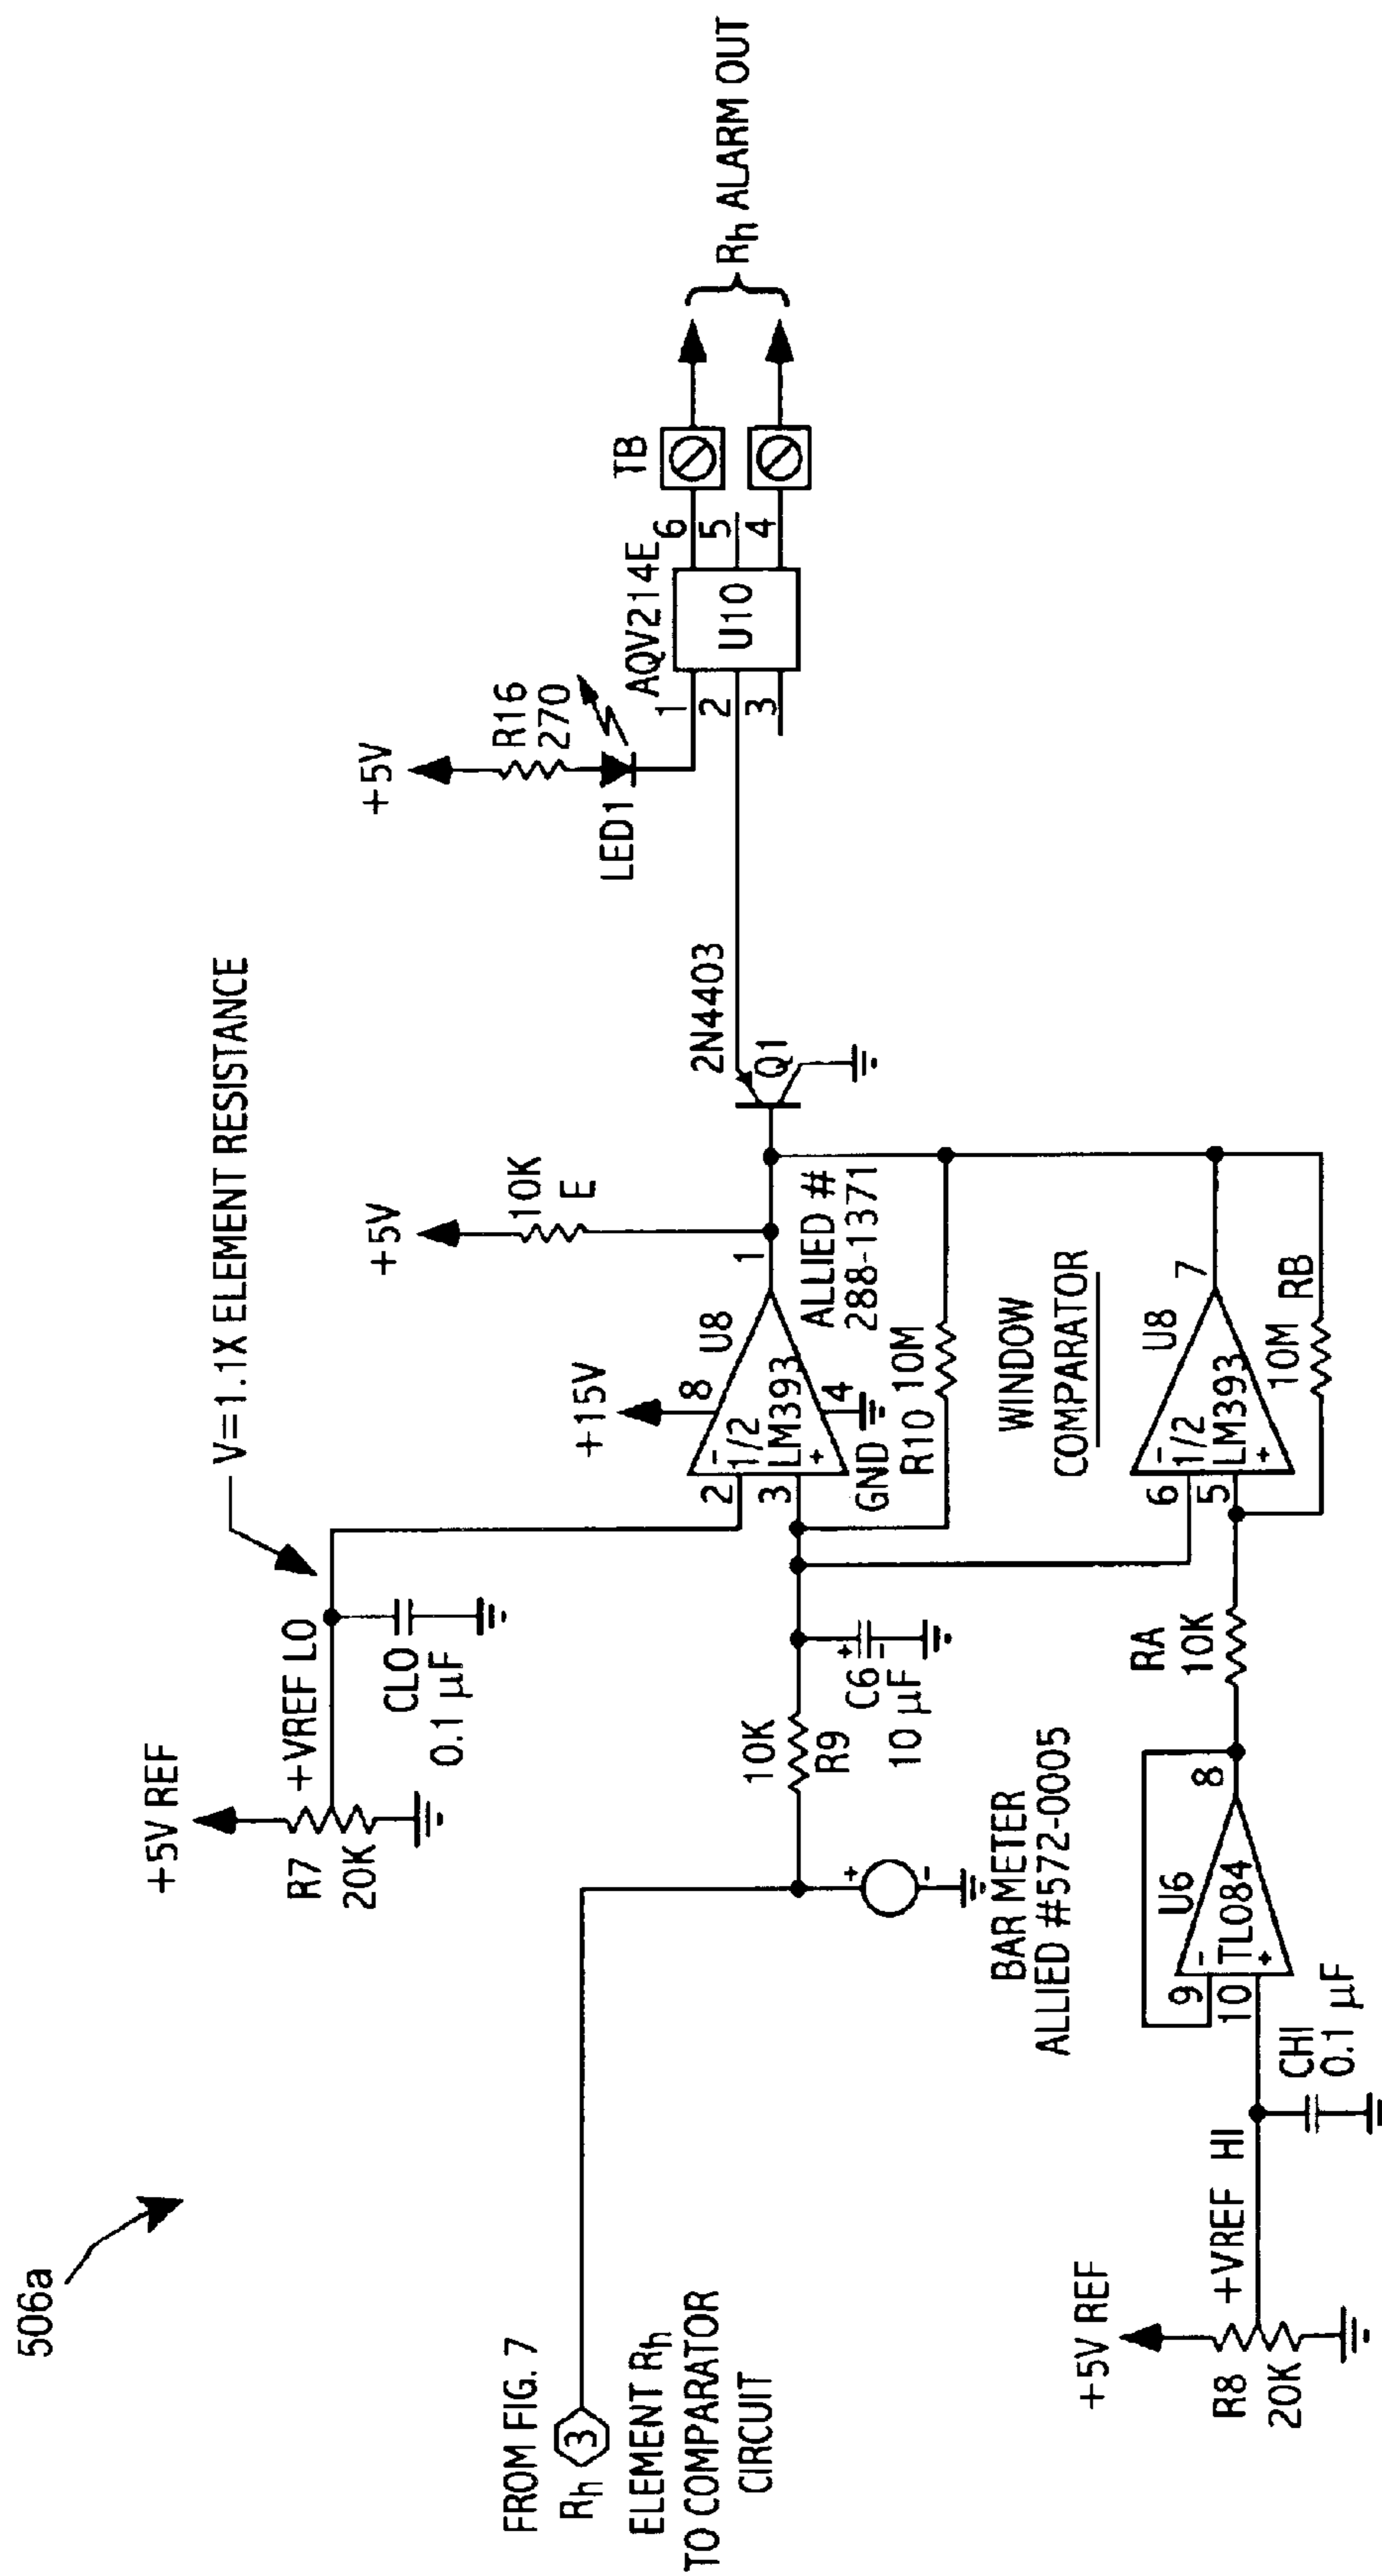 506a
FROM FIG. 7
Rh 3
ELEMENT Rh
TO COMPARATOR
CIRCUIT
+5V REF
R7
20K
+VREF LO
CLO
0.1 µF
V=1.1X ELEMENT RESISTANCE
10K
R9
+
C6
10 µF
+
-
BAR METER
ALLIED #572-0005
+5V REF
R8
20K
+VREF HI
CHI
0.1 µF
9
10
-
+
U6
TL084
8
RA
10K
+15V
8
2
3
-
+
1/2
LM393
U8
4
GND
1
ALLIED #
288-1371
R10 10M
+5V
10K
E
WINDOW
COMPARATOR
6
5
-
+
1/2
LM393
U8
7
10M RB
2N4403
Q1
+5V
R16
270
LED1
AQV214E
U10
1
2
3
6
5
4
TB
Rh ALARM OUT